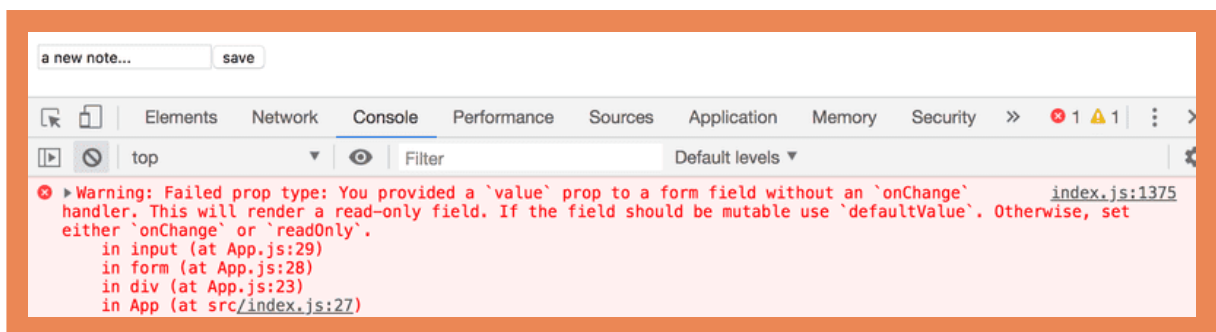 a new note... save
Elements Network Console Performance Sources Application Memory Security » 1 1
top Filter Default levels ▼
Warning: Failed prop type: You provided a `value` prop to a form field without an `onChange` index.js:1375
handler. This will render a read-only field. If the field should be mutable use `defaultValue`. Otherwise, set
either `onChange` or `readOnly`.
in input (at App.js:29)
in form (at App.js:28)
in div (at App.js:23)
in App (at src/index.js:27)